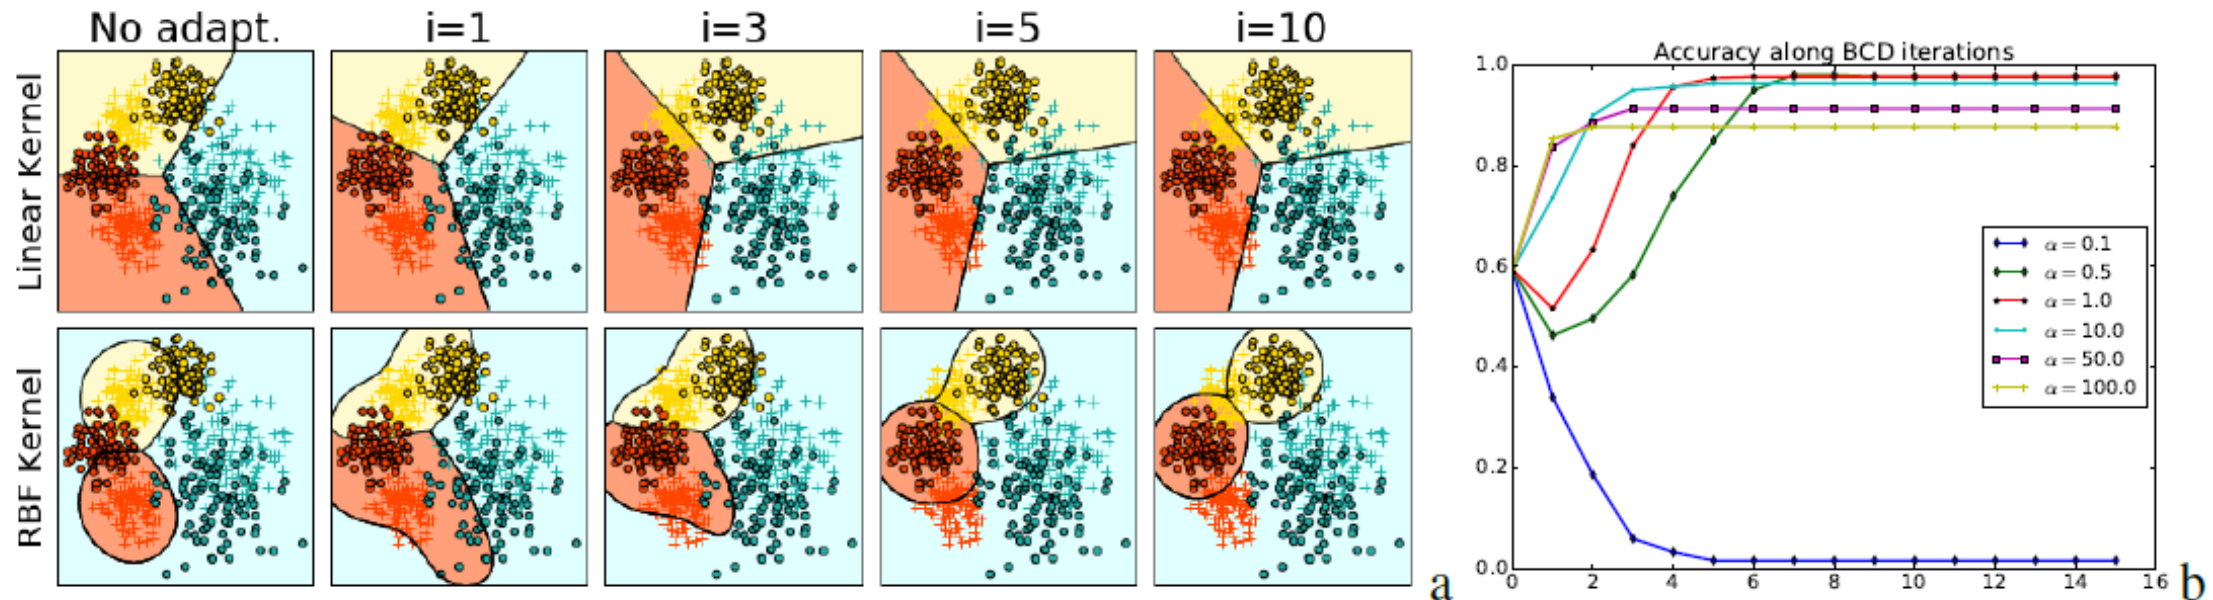 No adapt. i=1 i=3 i=5 i=10
Linear Kernel
RBF Kernel
a
Accuracy along BCD iterations
1.0
0.8
0.6
0.4
0.2
0.0
0 2 4 6 8 10 12 14 16
α = 0.1
α = 0.5
α = 1.0
α = 10.0
α = 50.0
α = 100.0
b